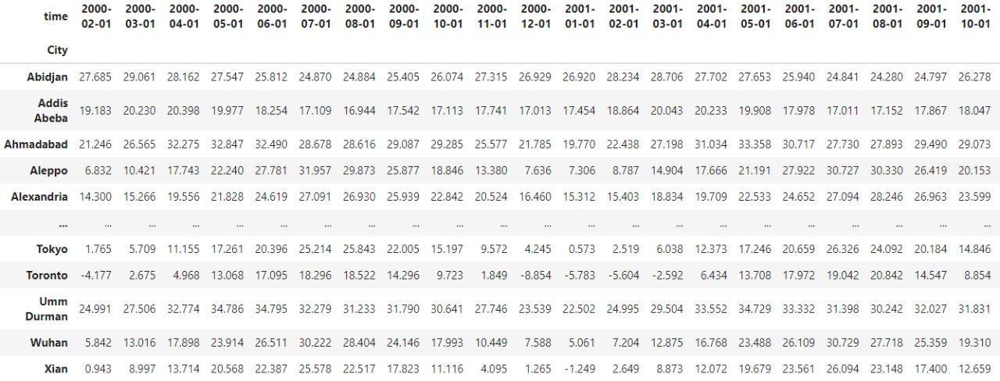 time 2000-02-01 2000-03-01 2000-04-01 2000-05-01 2000-06-01 2000-07-01 2000-08-01 2000-09-01 2000-10-01 2000-11-01 2000-12-01 2001-01-01 2001-02-01 2001-03-01 2001-04-01 2001-05-01 2001-06-01 2001-07-01 2001-08-01 2001-09-01 2001-10-01
City
Abidjan 27.685 29.061 28.162 27.547 25.812 24.870 24.884 25.405 26.074 27.315 26.929 26.920 28.234 28.706 27.702 27.653 25.940 24.841 24.280 24.797 26.278
Addis Abeba 19.183 20.230 20.398 19.977 18.254 17.109 16.944 17.542 17.113 17.741 17.013 17.454 18.864 20.043 20.233 19.908 17.978 17.011 17.152 17.867 18.047
Ahmadabad 21.246 26.565 32.275 32.847 32.490 28.678 28.616 29.087 29.285 25.577 21.785 19.770 22.438 27.198 31.034 33.358 30.717 27.730 27.893 29.490 29.073
Aleppo 6.832 10.421 17.743 22.240 27.781 31.957 29.873 25.877 18.846 13.380 7.636 7.306 8.787 14.904 17.666 21.191 27.922 30.727 30.330 26.419 20.153
Alexandria 14.300 15.266 19.556 21.828 24.619 27.091 26.930 25.939 22.842 20.524 16.460 15.312 15.403 18.834 19.709 22.533 24.652 27.094 28.246 26.963 23.599
... ... ... ... ... ... ... ... ... ... ... ... ... ... ... ... ... ... ... ... ... ...
Tokyo 1.765 5.709 11.155 17.261 20.396 25.214 25.843 22.005 15.197 9.572 4.245 0.573 2.519 6.038 12.373 17.246 20.659 26.326 24.092 20.184 14.846
Toronto -4.177 2.675 4.968 13.068 17.095 18.296 18.522 14.296 9.723 1.849 -8.854 -5.783 -5.604 -2.592 6.434 13.708 17.972 19.042 20.842 14.547 8.854
Umm Durman 24.991 27.506 32.774 34.786 34.795 32.279 31.233 31.790 30.641 27.746 23.539 22.502 24.995 29.504 33.552 34.729 33.332 31.398 30.242 32.027 31.831
Wuhan 5.842 13.016 17.898 23.914 26.511 30.222 28.404 24.146 17.993 10.449 7.588 5.061 7.204 12.875 16.768 23.488 26.109 30.729 27.718 25.359 19.310
Xian 0.943 8.997 13.714 20.568 22.387 25.578 22.517 17.823 11.116 4.095 1.265 -1.249 2.649 8.873 12.072 19.679 23.561 26.094 23.148 17.400 12.659